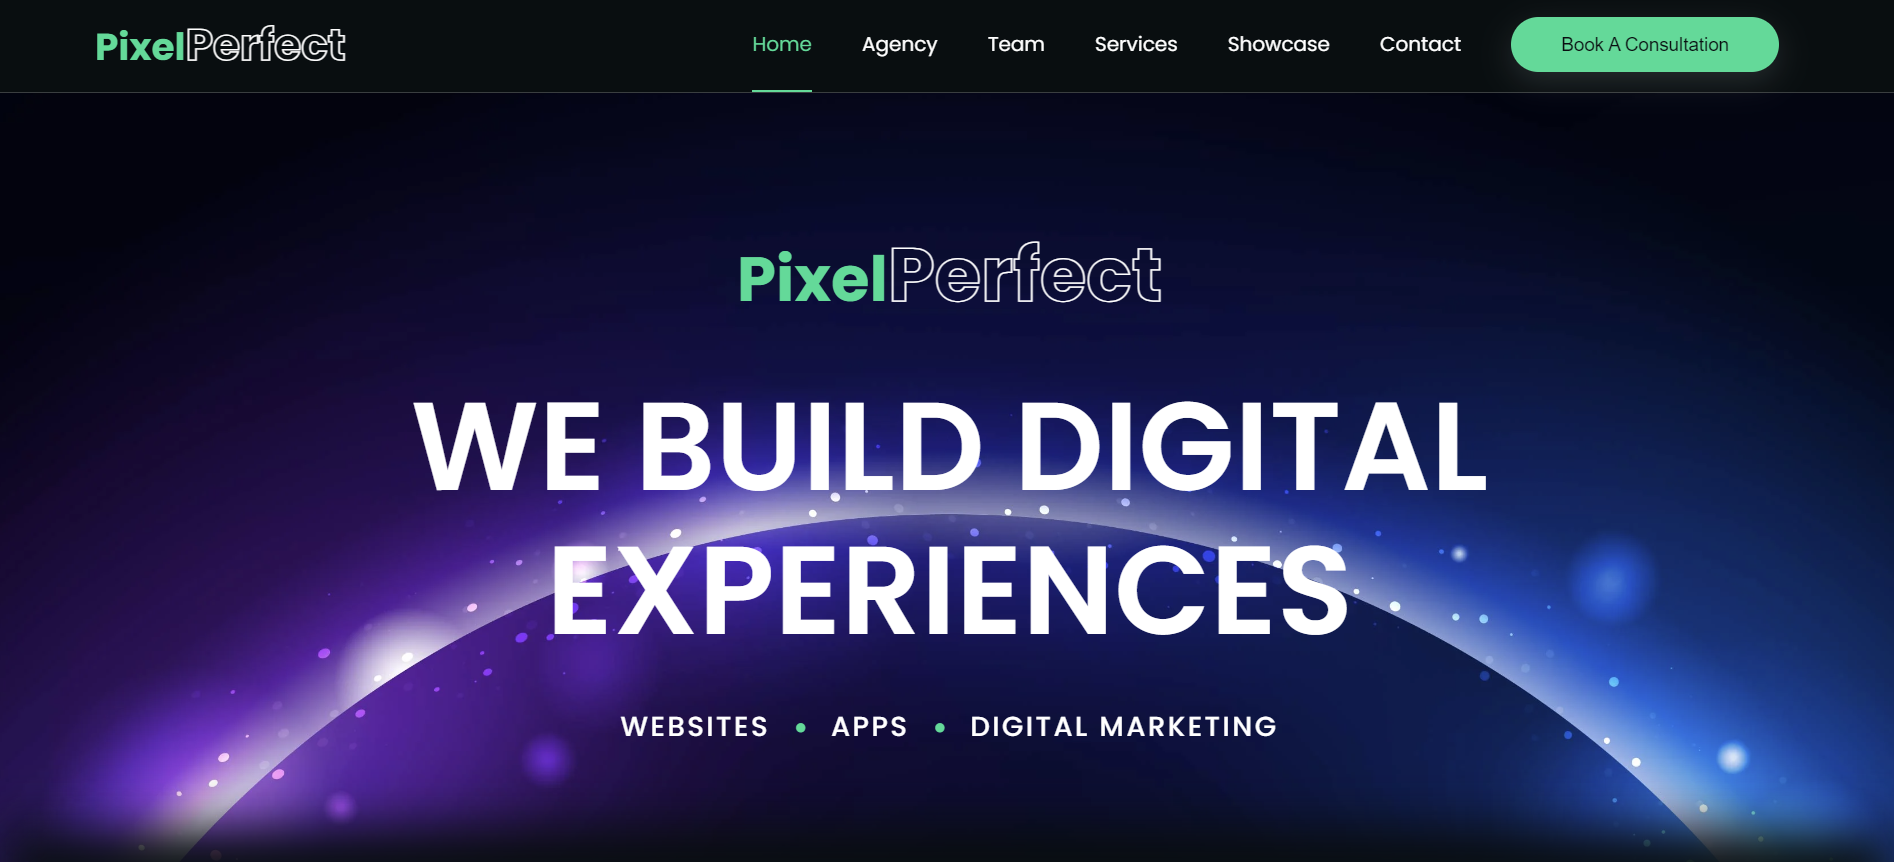 PixelPerfect Home Agency Team Services Showcase Contact Book A Consultation
PixelPerfect
WE BUILD DIGITAL
EXPERIENCES
WEBSITES • APPS • DIGITAL MARKETING